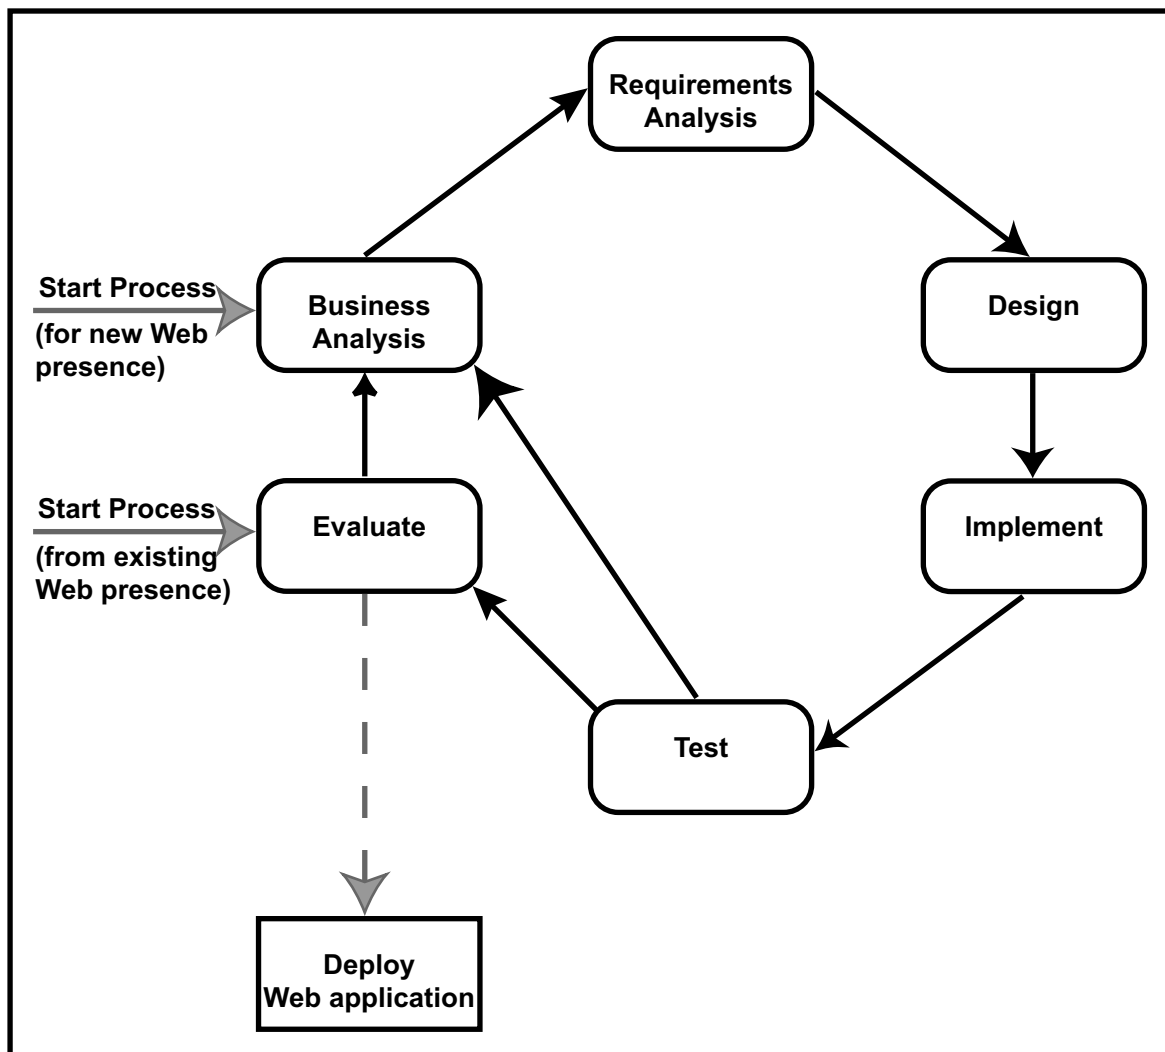 Requirements
Analysis
Start Process
(for new Web
presence)
Business
Analysis
Design
Start Process
(from existing
Web presence)
Evaluate
Implement
Test
Deploy
Web application